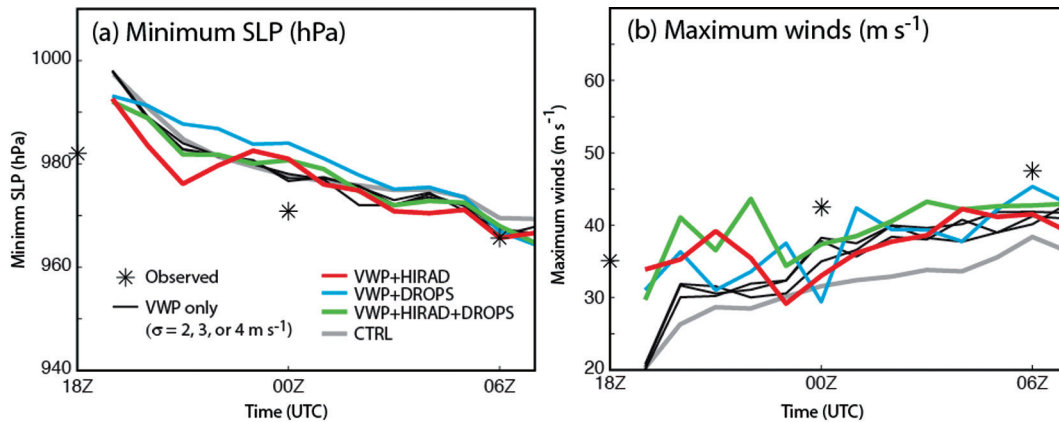 (a) Minimum SLP (hPa)
1000
980
960
940
Minimm SLP (hPa)
Observed
VWP only
(σ = 2, 3, or 4 m s⁻¹)
VWP+HIRAD
VWP+DROPS
VWP+HIRAD+DROPS
CTRL
18Z
00Z
06Z
Time (UTC)
(b) Maximum winds (m s⁻¹)
60
50
40
30
20
Maximm winds (m s⁻¹)
18Z
00Z
06Z
Time (UTC)